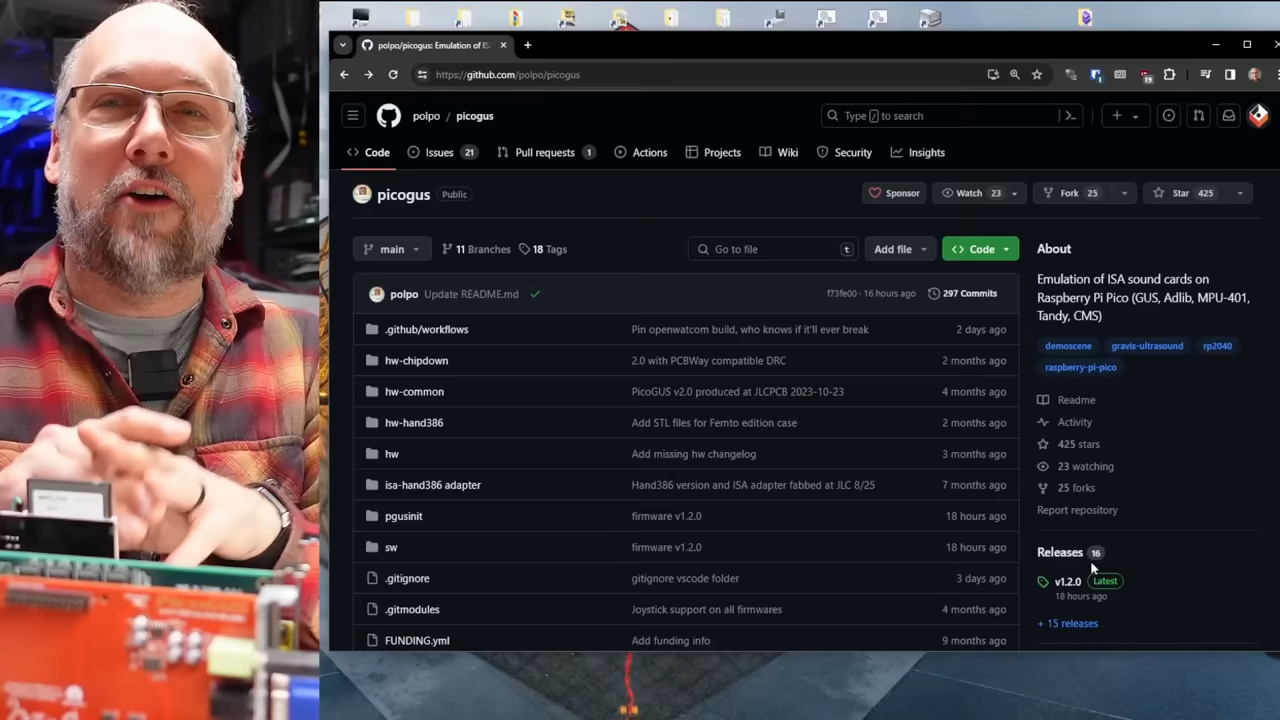 polpo/picogus: Emulation of IS
https://github.com/polpo/picogus
19
polpo / picogus
Type / to search
Code Issues 21 Pull requests 1 Actions Projects Wiki Security Insights
picogus Public Sponsor Watch 23 Fork 25 Star 425
main 11 Branches 18 Tags Go to file t Add file Code
polpo Update README.md f73fe00 · 16 hours ago 297 Commits
.github/workflows Pin openwatcom build, who knows if it'll ever break 2 days ago
hw-chipdown 2.0 with PCBWay compatible DRC 2 months ago
hw-common PicoGUS v2.0 produced at JLCPCB 2023-10-23 4 months ago
hw-hand386 Add STL files for Femto edition case 2 months ago
hw Add missing hw changelog 3 months ago
isa-hand386 adapter Hand386 version and ISA adapter fabbed at JLC 8/25 7 months ago
pgusinit firmware v1.2.0 18 hours ago
sw firmware v1.2.0 18 hours ago
.gitignore gitignore vscode folder 3 days ago
.gitmodules Joystick support on all firmwares 4 months ago
FUNDING.yml Add funding info 9 months ago
About
Emulation of ISA sound cards on
Raspberry Pi Pico (GUS, Adlib, MPU-401,
Tandy, CMS)
demoscene gravis-ultrasound rp2040
raspberry-pi-pico
Readme
Activity
425 stars
23 watching
25 forks
Report repository
Releases 16
v1.2.0 Latest
18 hours ago
+ 15 releases